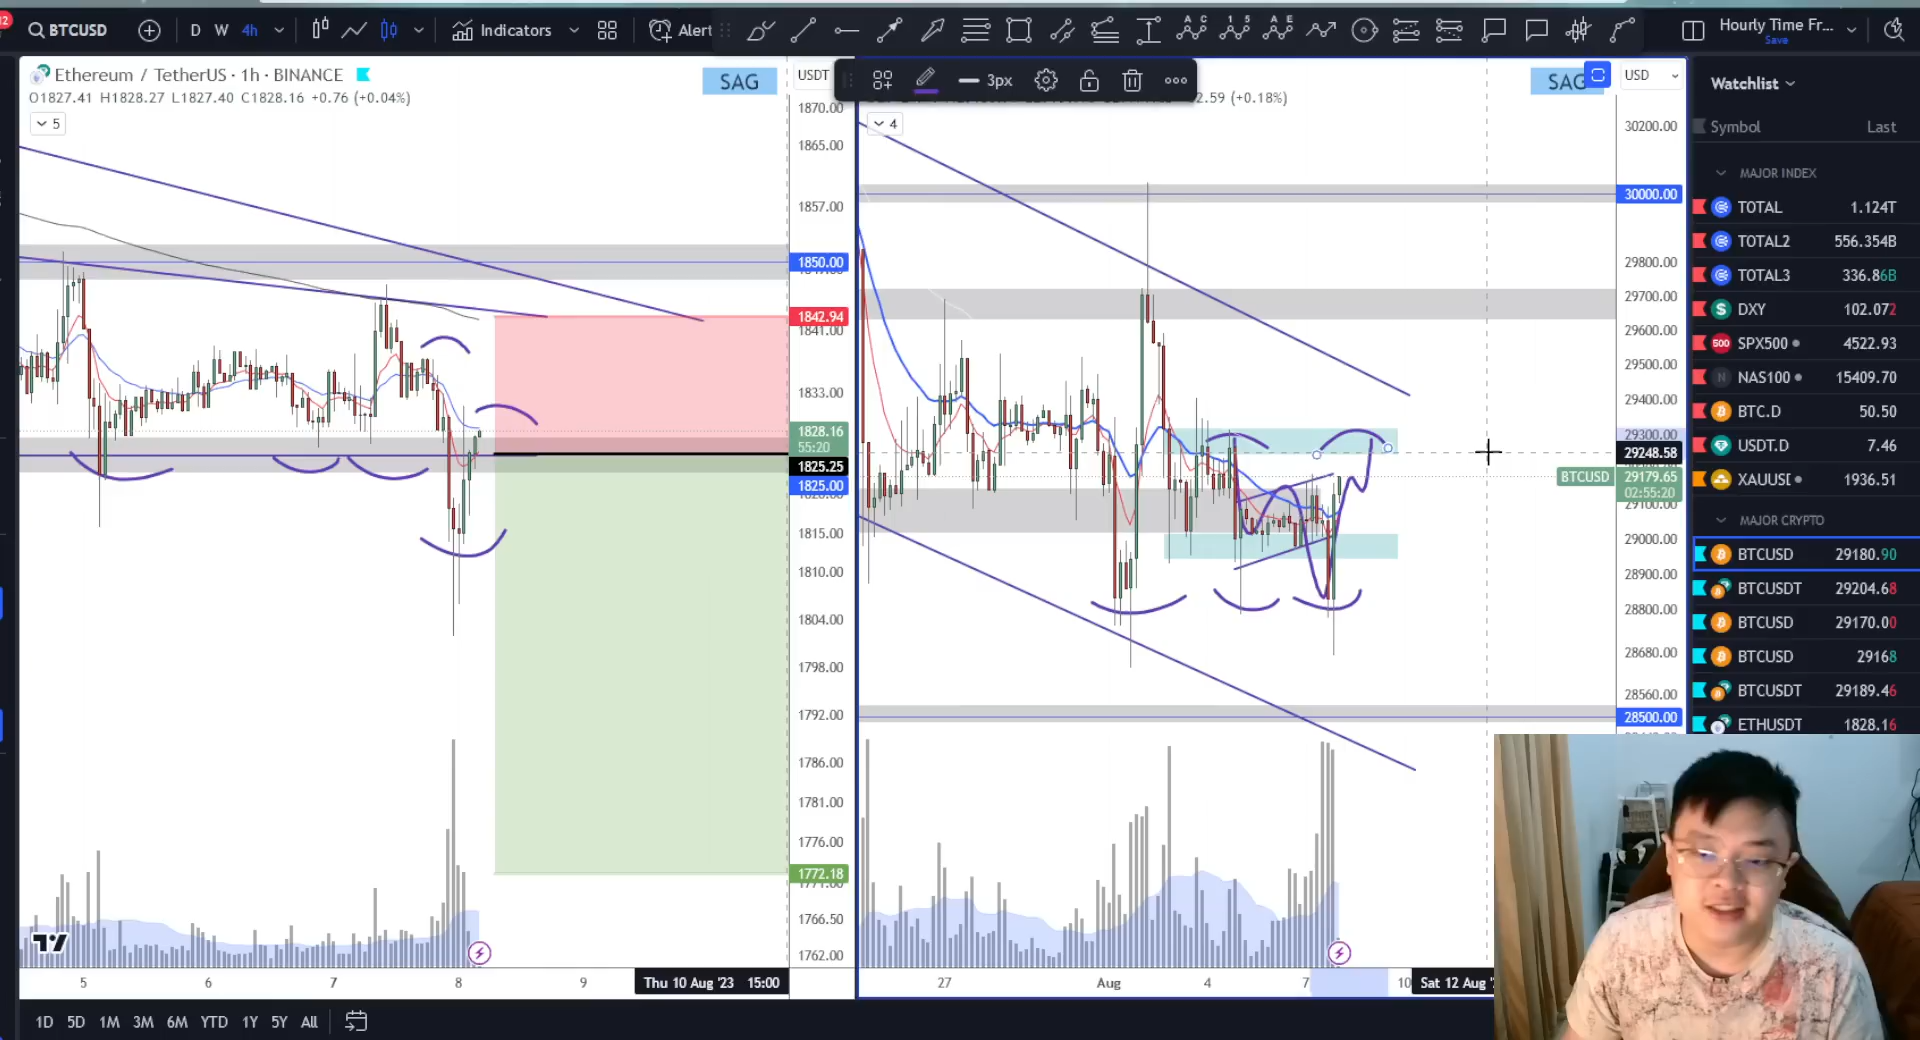 12
BTCUSD
D W 4h
Indicators
Alert
3px
Hourly Time Fr...
Save
Ethereum / TetherUS · 1h · BINANCE
O1827.41 H1828.27 L1827.40 C1828.16 +0.76 (+0.04%)
5
SAG
USDT
1870.00
1865.00
1857.00
1850.00
1842.94
1841.00
1833.00
1828.16
55:20
1825.25
1825.00
1815.00
1810.00
1804.00
1798.00
1792.00
1786.00
1781.00
1776.00
1772.18
1766.50
1762.00
5 6 7 8 9
Thu 10 Aug '23 15:00
2.59 (+0.18%)
4
SAG
USD
30200.00
30000.00
29800.00
29700.00
29600.00
29500.00
29400.00
29300.00
29248.58
BTCUSD 29179.65
02:55:20
29100.00
29000.00
28900.00
28800.00
28680.00
28560.00
28500.00
27 Aug 4 7 10
Sat 12 Aug '
Watchlist
Symbol Last
MAJOR INDEX
TOTAL 1.124T
TOTAL2 556.354B
TOTAL3 336.86B
DXY 102.072
500 SPX500 4522.93
N NAS100 15409.70
BTC.D 50.50
USDT.D 7.46
XAUUSD 1936.51
MAJOR CRYPTO
BTCUSD 29180.90
BTCUSDT 29204.68
BTCUSD 29170.00
BTCUSD 29168
BTCUSDT 29189.46
ETHUSDT 1828.16
1D 5D 1M 3M 6M YTD 1Y 5Y All